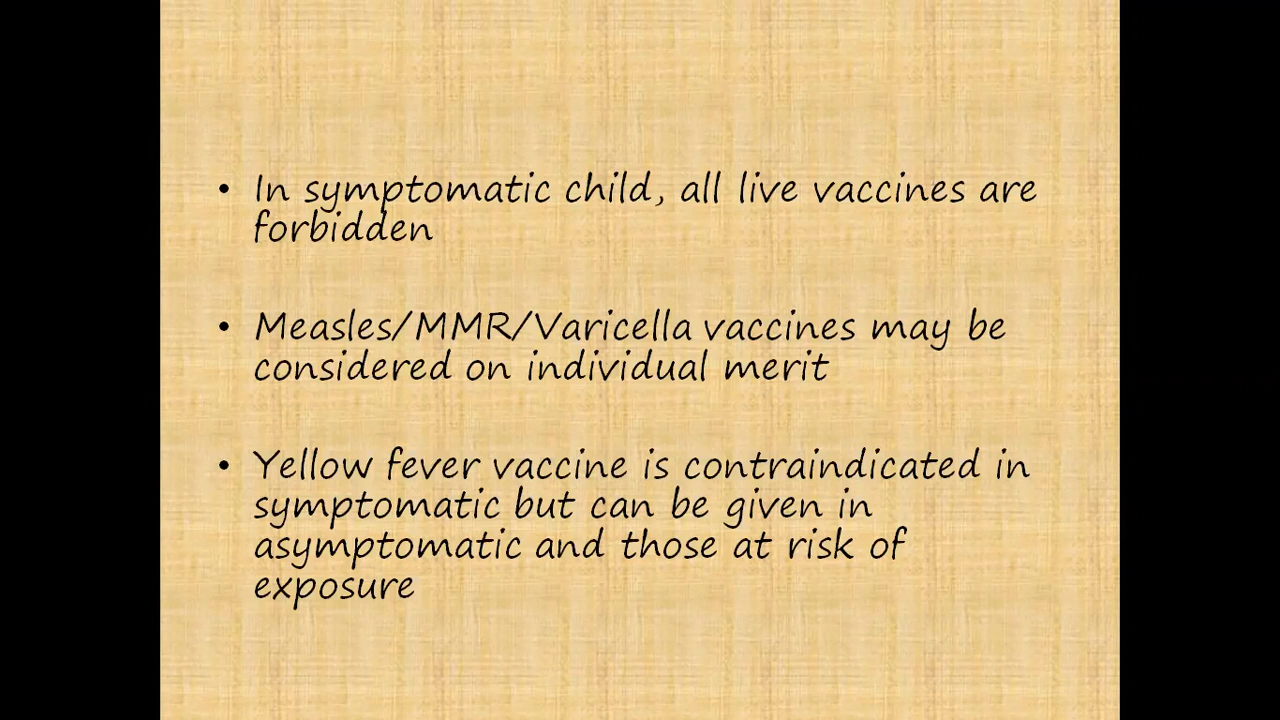 • In symptomatic child, all live vaccines are
forbidden
• Measles/MMR/Varicella vaccines may be
considered on individual merit
• Yellow fever vaccine is contraindicated in
symptomatic but can be given in
asymptomatic and those at risk of
exposure